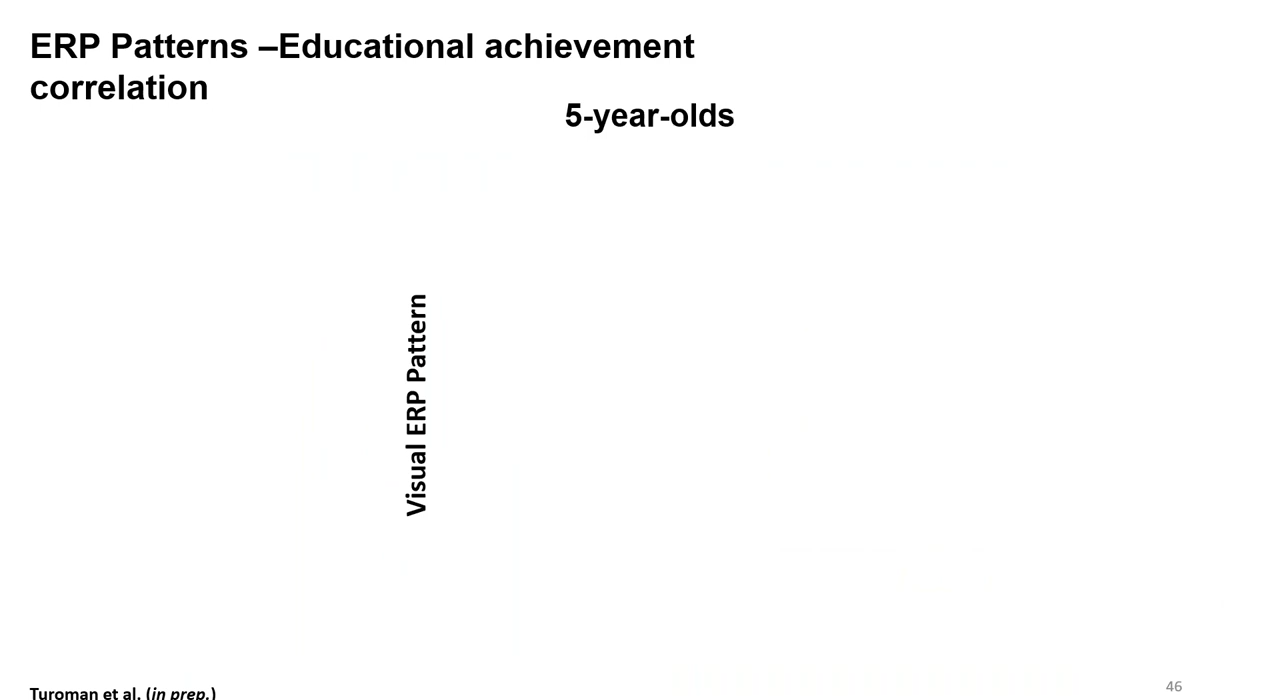 ERP Patterns –Educational achievement
correlation
5-year-olds
Visual ERP Pattern
Turoman et al. (in prep.)
46